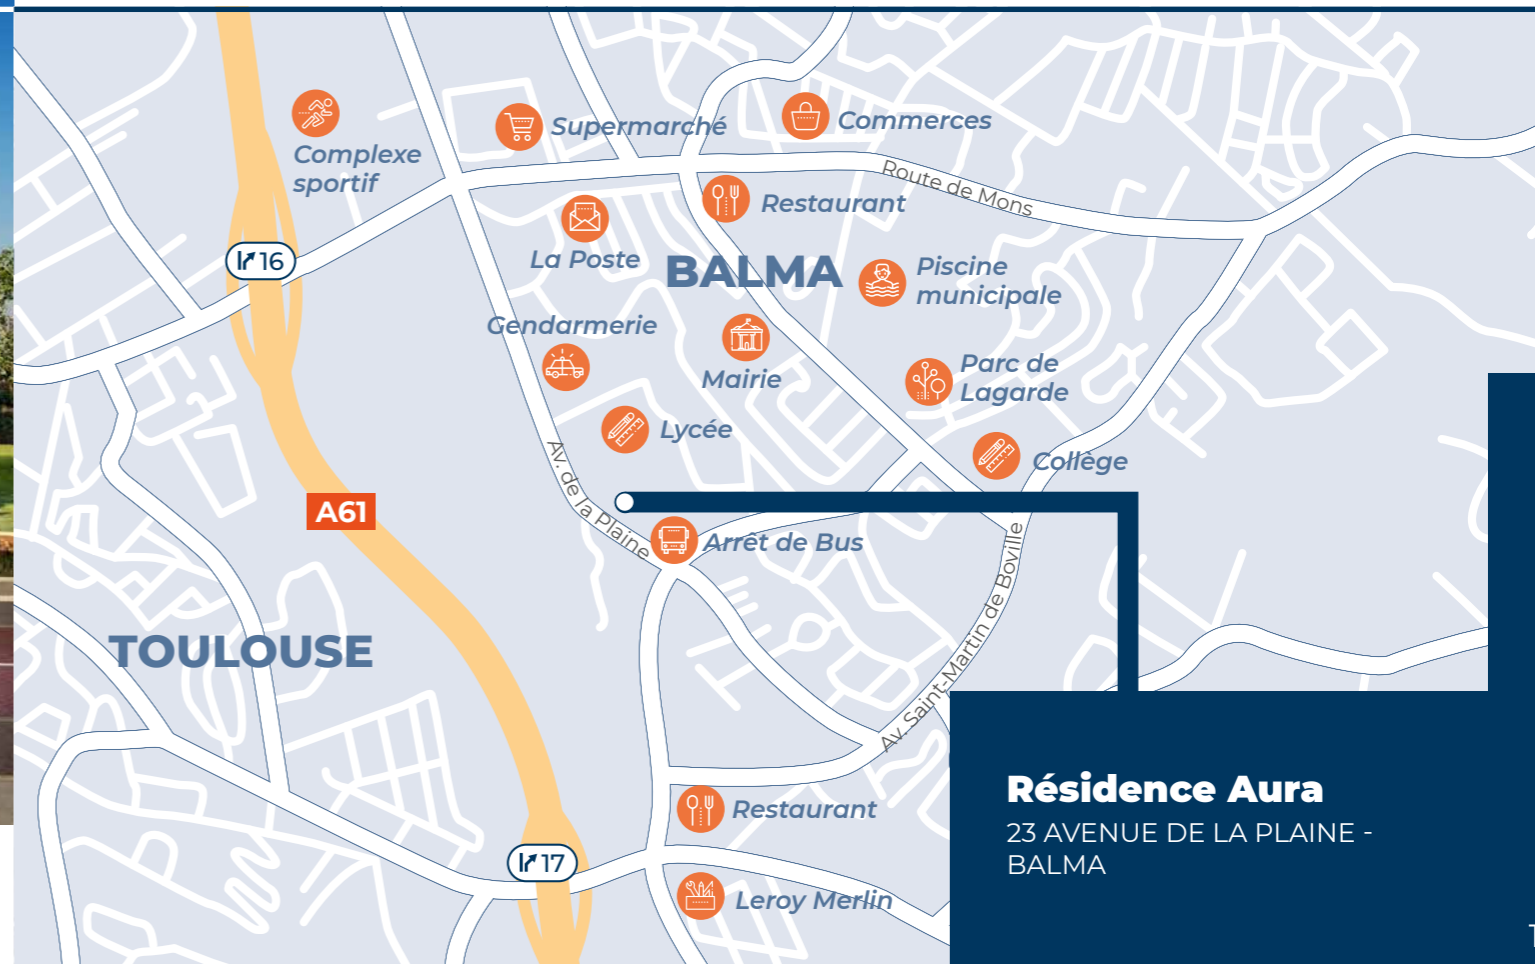 Complexe
sportif
Supermarché
Commerces
Route de Mons
Restaurant
La Poste
BALMA
Piscine
municipale
16
Gendarmerie
Mairie
Parc de
Lagarde
Lycée
Collège
Av. de la Plaine
A61
Arrêt de Bus
Av. Saint-Martin de Boville
TOULOUSE
Restaurant
17
Leroy Merlin
Résidence Aura
23 AVENUE DE LA PLAINE -
BALMA